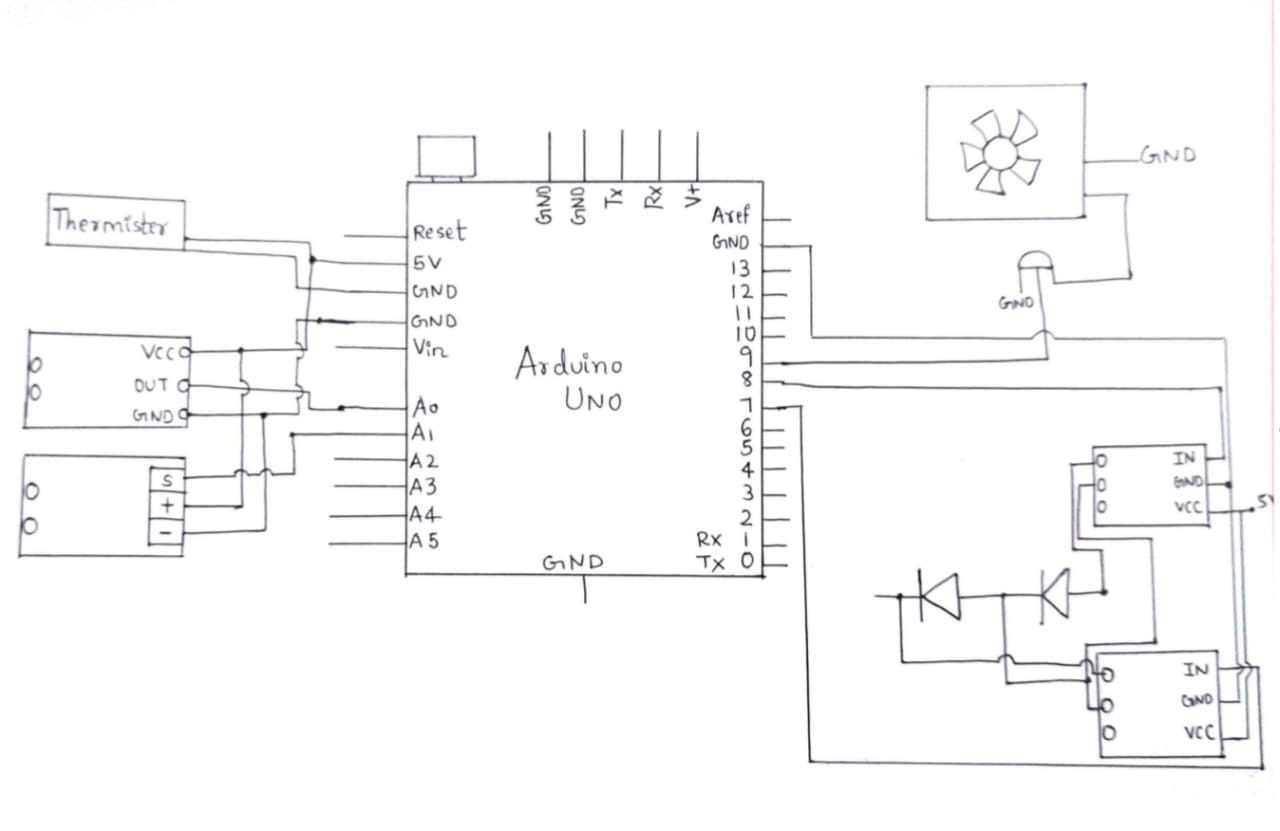 Thermister
VCC
OUT
GND
S
+
-
GND
GND
Tx
Rx
V+
Reset
5V
GND
GND
Vin
A0
A1
A2
A3
A4
A5
Arduino
UNO
GND
Aref
GND
13
12
11
10
9
8
7
6
5
4
3
2
Rx 1
Tx 0
GND
GND
IN
GND
VCC
5V
IN
GND
VCC